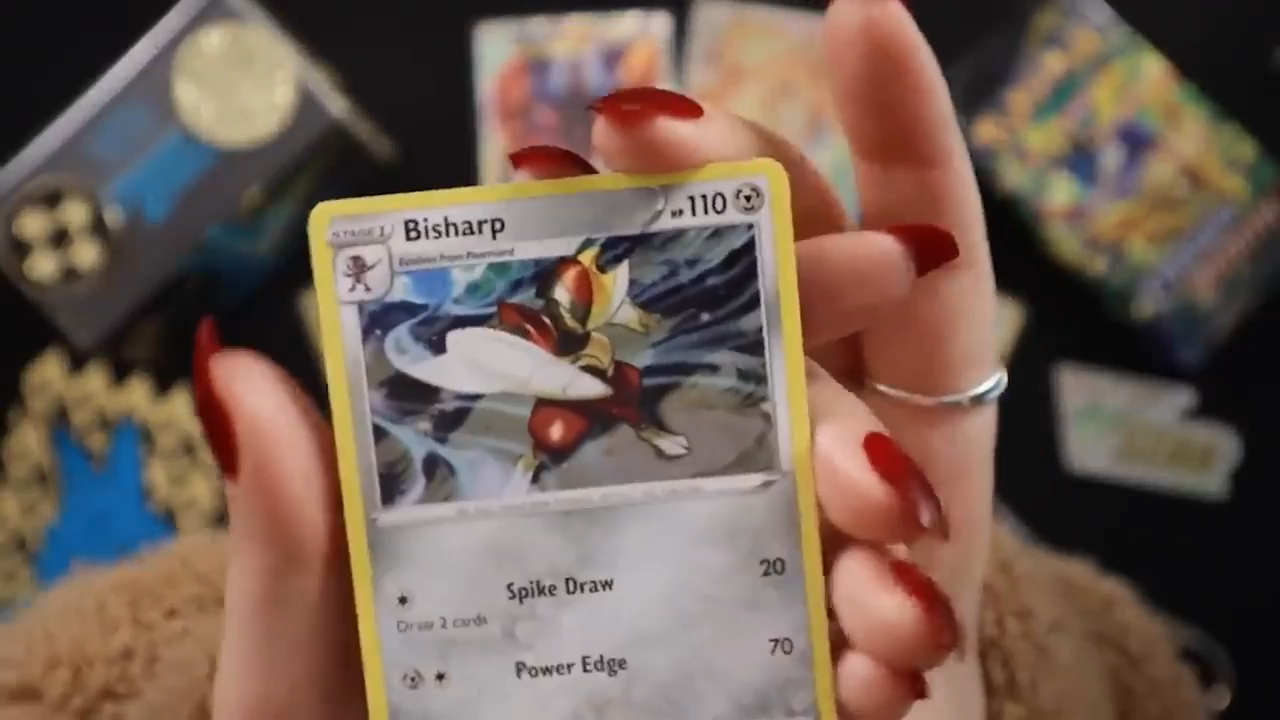 STAGE 1
Bisharp
HP 110
Evolves from Pawniard
Spike Draw 20
Draw 2 cards
Power Edge 70